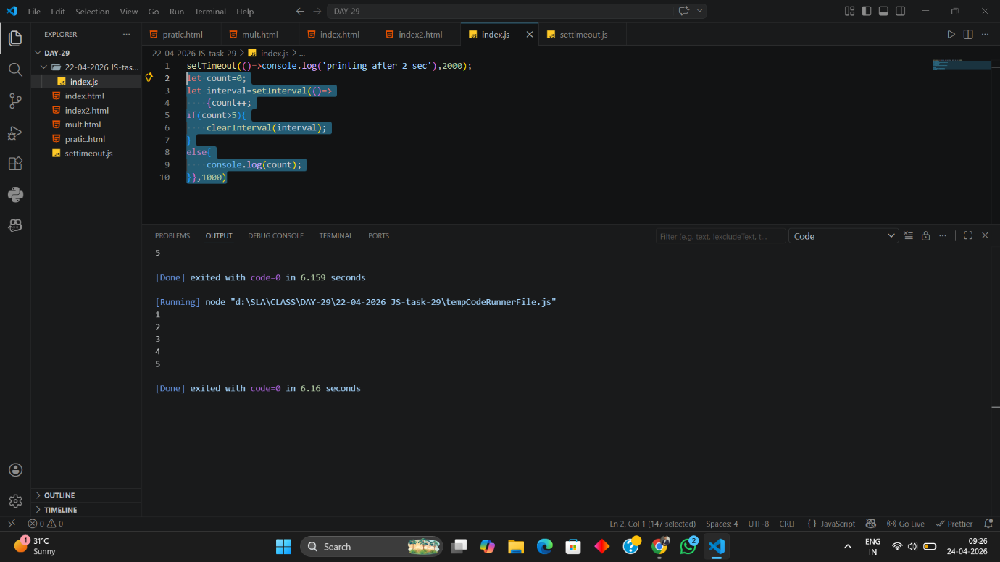 File Edit Selection View Go Run Terminal Help
DAY-29
EXPLORER
DAY-29
22-04-2026 JS-tas...
index.js
index.html
index2.html
mult.html
pratic.html
settimeout.js
OUTLINE
TIMELINE
pratic.html mult.html index.html index2.html index.js settimeout.js
22-04-2026 JS-task-29 > index.js > ...
1 setTimeout(()=>console.log('printing after 2 sec'),2000);
2 let count=0;
3 let interval=setInterval(()=>
4 {count++;
5 if(count>5){
6 clearInterval(interval);
7 }
8 else{
9 console.log(count);
10 }},1000)
PROBLEMS OUTPUT DEBUG CONSOLE TERMINAL PORTS
Filter (e.g. text, !excludeText, t... Code
5
[Done] exited with code=0 in 6.159 seconds
[Running] node "d:\SLA\CLASS\DAY-29\22-04-2026 JS-task-29\tempCodeRunnerFile.js"
1
2
3
4
5
[Done] exited with code=0 in 6.16 seconds
0 0 Ln 2, Col 1 (147 selected) Spaces: 4 UTF-8 CRLF {} JavaScript Go Live Prettier
1 31°C
Sunny
Search
2
ENG
IN
09:26
24-04-2026